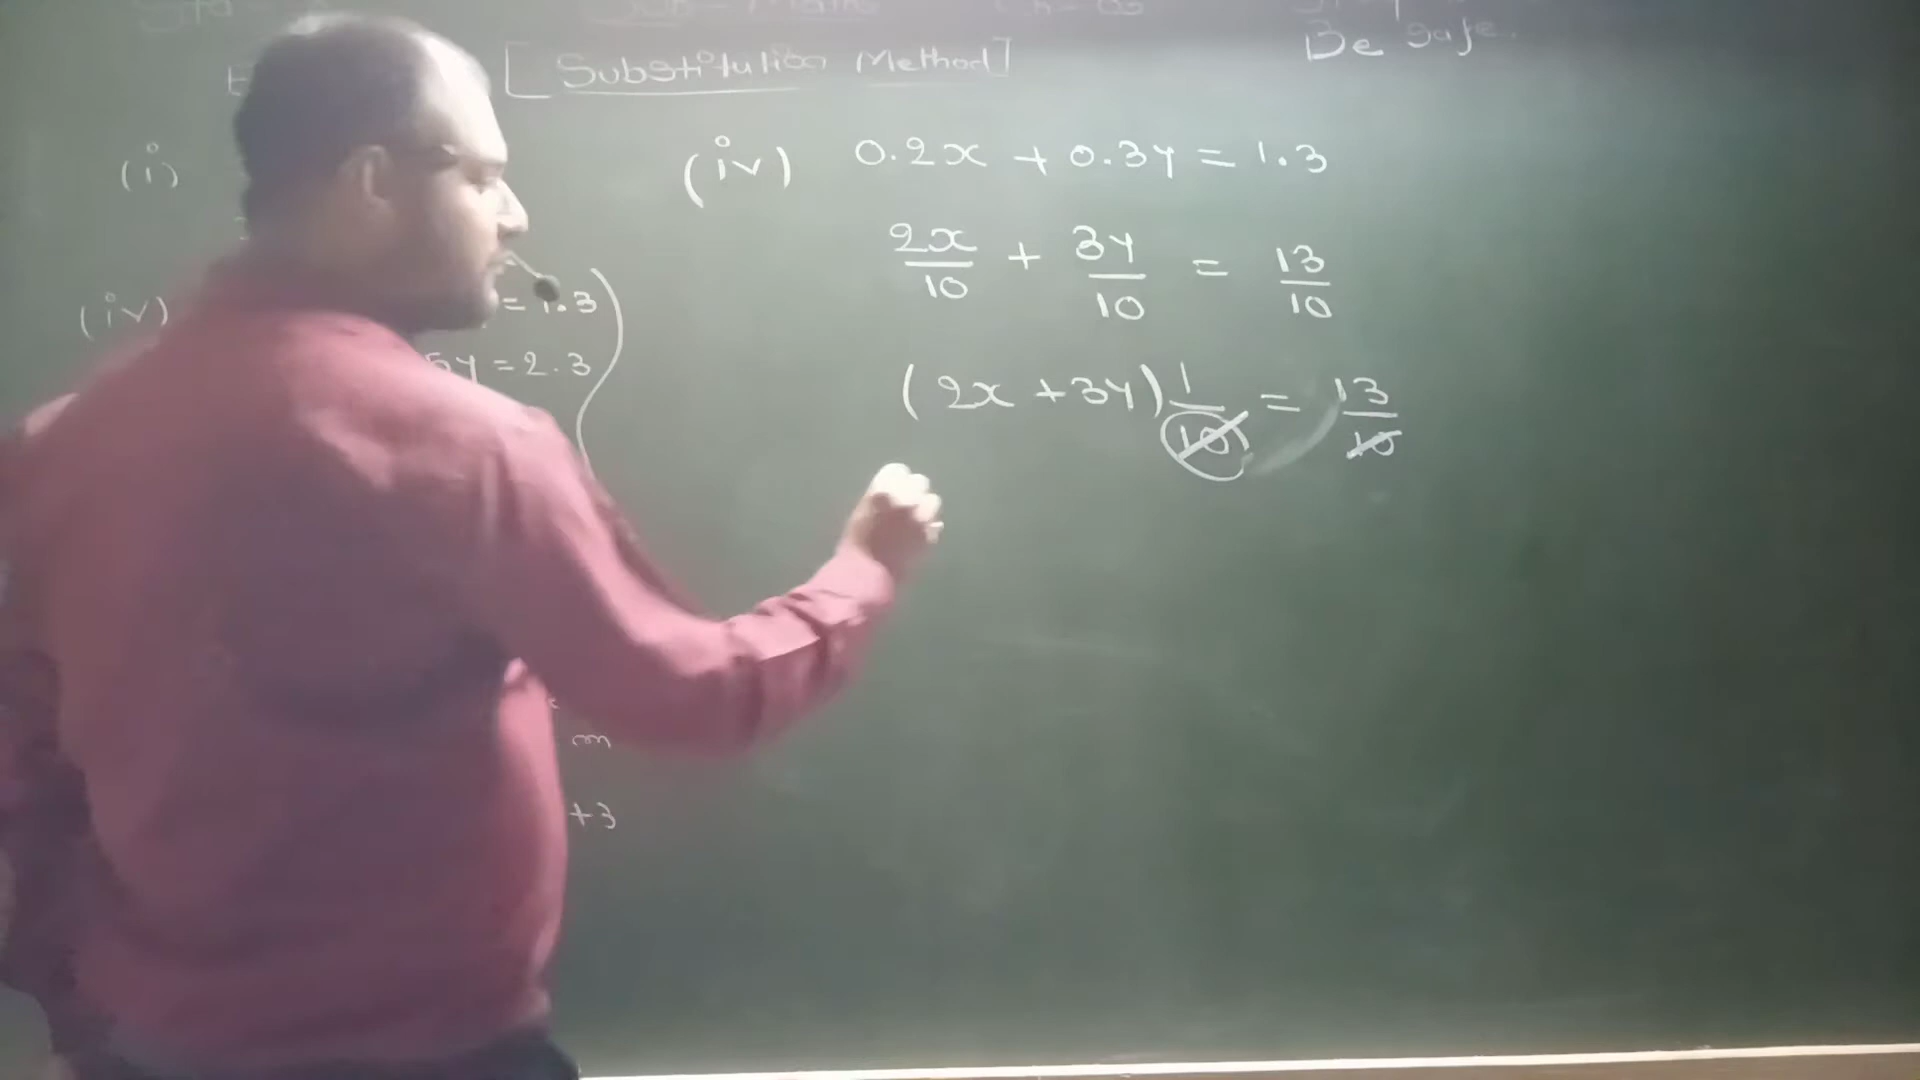 Be safe.
[Substitution Method]
(i)
(iv)
= 1.3
5y = 2.3
m
+3
(iv) 0.2x + 0.3y = 1.3
2x/10 + 3y/10 = 13/10
(2x + 3y) 1/10 = 13/10